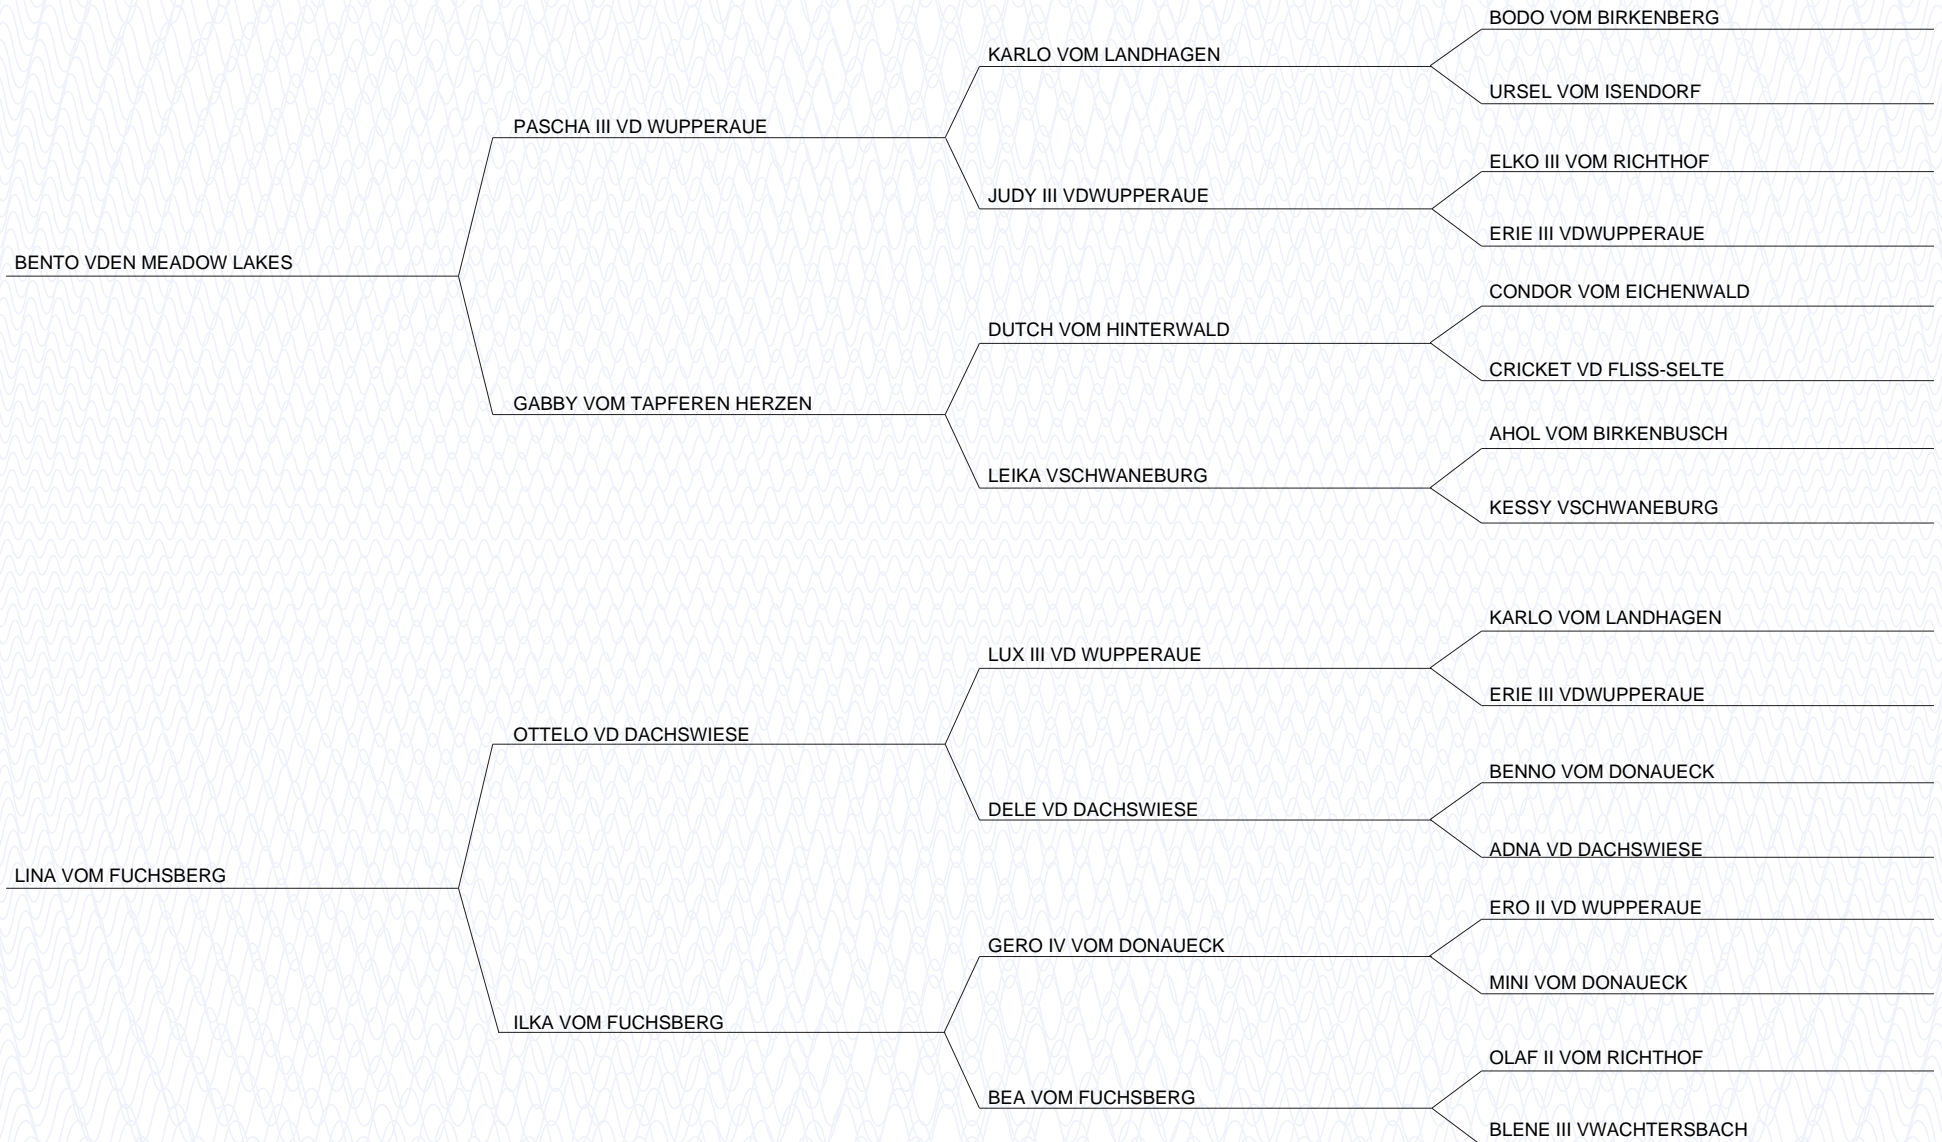 BODO VOM BIRKENBERG
KARLO VOM LANDHAGEN
URSEL VOM ISENDORF
PASCHA III VD WUPPERAUE
ELKO III VOM RICHTHOF
JUDY III VDWUPPERAUE
ERIE III VDWUPPERAUE
BENTO VDEN MEADOW LAKES
CONDOR VOM EICHENWALD
DUTCH VOM HINTERWALD
CRICKET VD FLISS-SELTE
GABBY VOM TAPFEREN HERZEN
AHOL VOM BIRKENBUSCH
LEIKA VSCHWANEBURG
KESSY VSCHWANEBURG
KARLO VOM LANDHAGEN
LUX III VD WUPPERAUE
ERIE III VDWUPPERAUE
OTTELO VD DACHSWIESE
BENNO VOM DONAUECK
DELE VD DACHSWIESE
ADNA VD DACHSWIESE
LINA VOM FUCHSBERG
ERO II VD WUPPERAUE
GERO IV VOM DONAUECK
MINI VOM DONAUECK
ILKA VOM FUCHSBERG
OLAF II VOM RICHTHOF
BEA VOM FUCHSBERG
BLENE III VWACHTERSBACH